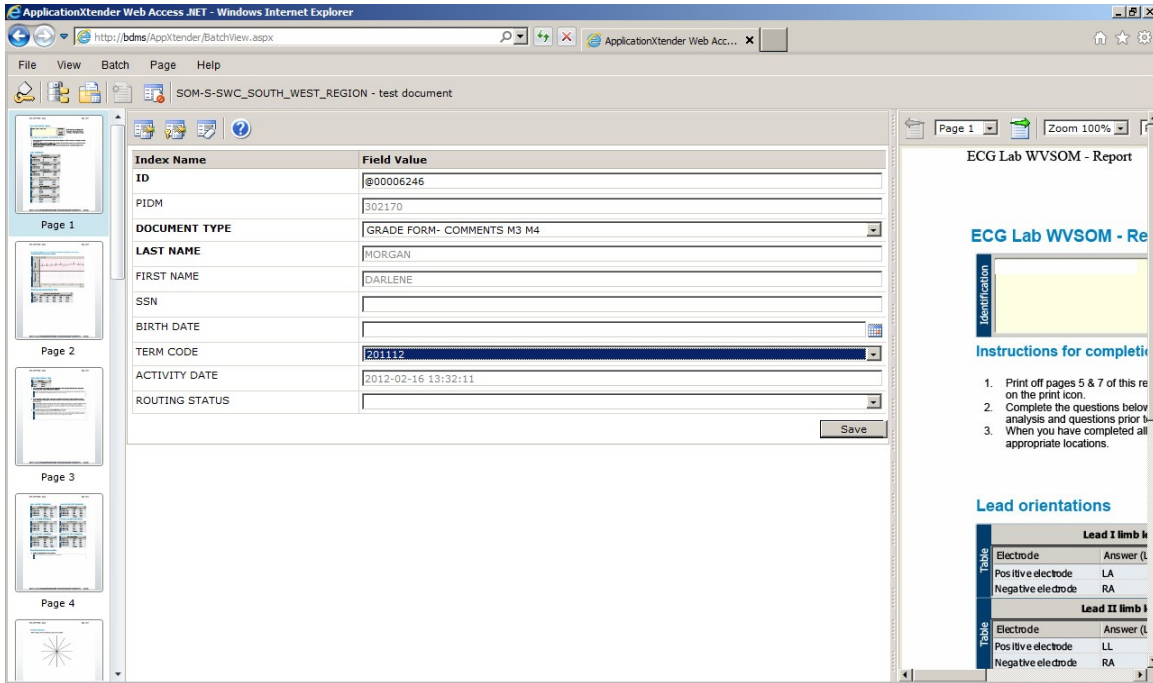 ApplicationXtender Web Access .NET - Windows Internet Explorer
http://bdms/AppXtender/BatchView.aspx
ApplicationXtender Web Acc...
File View Batch Page Help
SOM-S-SWC_SOUTH_WEST_REGION - test document
Page 1
Page 2
Page 3
Page 4
Index Name Field Value
ID @00006246
PIDM 302170
DOCUMENT TYPE GRADE FORM- COMMENTS M3 M4
LAST NAME MORGAN
FIRST NAME DARLENE
SSN
BIRTH DATE
TERM CODE 201112
ACTIVITY DATE 2012-02-16 13:32:11
ROUTING STATUS
Save
Page 1 Zoom 100%
ECG Lab WVSOM - Report
ECG Lab WVSOM - Re
Identification
Instructions for completi
1. Print off pages 5 & 7 of this re
on the print icon.
2. Complete the questions below
analysis and questions prior t
3. When you have completed all
appropriate locations.
Lead orientations
Table
Lead I limb le
Electrode Answer (L
Positive electrode LA
Negative electrode RA
Table
Lead II limb l
Electrode Answer (L
Positive electrode LL
Negative electrode RA